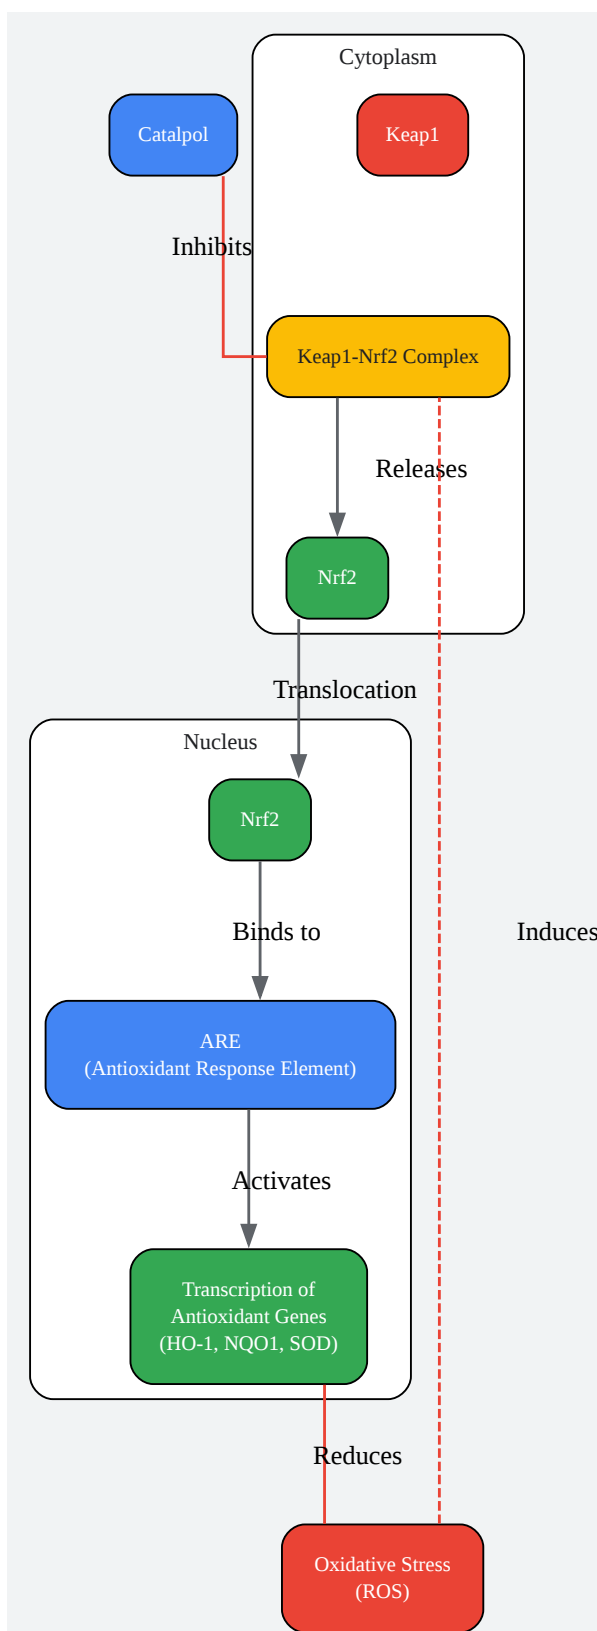 Cytoplasm
Catalpol
Keap1
Inhibits
Keap1-Nrf2 Complex
Releases
Nrf2
Translocation
Nucleus
Nrf2
Binds to
Induces
ARE
(Antioxidant Response Element)
Activates
Transcription of
Antioxidant Genes
(HO-1, NQO1, SOD)
Reduces
Oxidative Stress
(ROS)